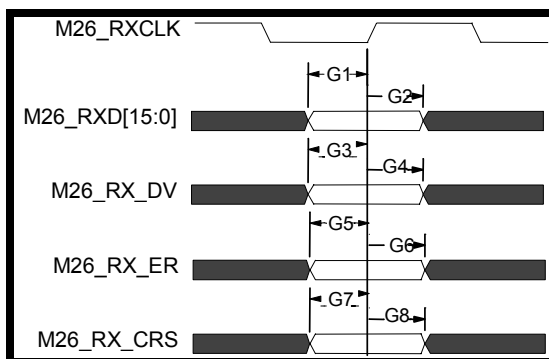 M26_RXCLK
G1
G2
M26_RXD[15:0]
G3
G4
M26_RX_DV
G5
G6
M26_RX_ER
G7
G8
M26_RX_CRS